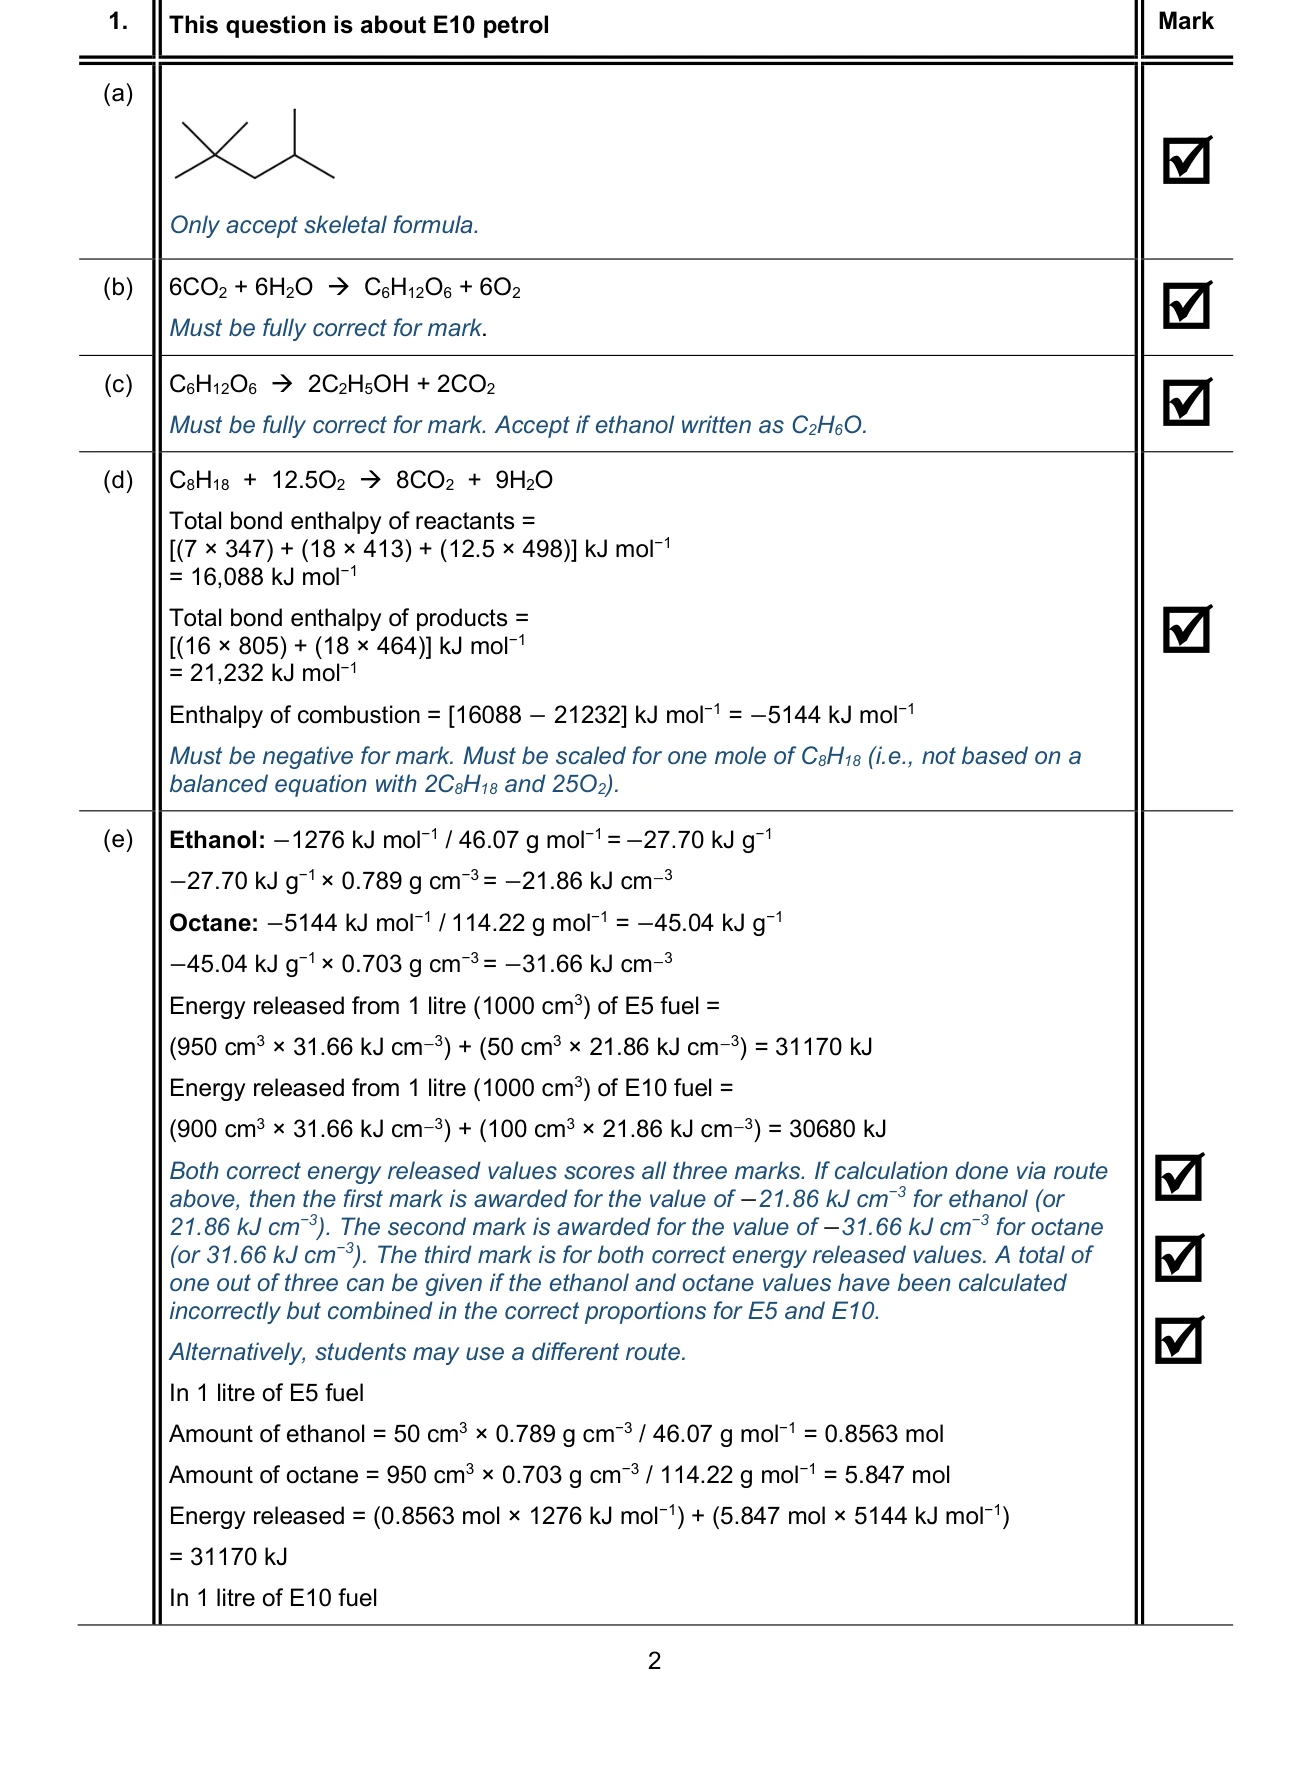 1. This question is about E10 petrol Mark
(a)
Only accept skeletal formula.
(b) 6CO₂ + 6H₂O → C₆H₁₂O₆ + 6O₂
Must be fully correct for mark.
(c) C₆H₁₂O₆ → 2C₂H₅OH + 2CO₂
Must be fully correct for mark. Accept if ethanol written as C₂H₆O.
(d) C₈H₁₈ + 12.5O₂ → 8CO₂ + 9H₂O
Total bond enthalpy of reactants =
[(7 × 347) + (18 × 413) + (12.5 × 498)] kJ mol⁻¹
= 16,088 kJ mol⁻¹
Total bond enthalpy of products =
[(16 × 805) + (18 × 464)] kJ mol⁻¹
= 21,232 kJ mol⁻¹
Enthalpy of combustion = [16088 – 21232] kJ mol⁻¹ = –5144 kJ mol⁻¹
Must be negative for mark. Must be scaled for one mole of C₈H₁₈ (i.e., not based on a
balanced equation with 2C₈H₁₈ and 25O₂).
(e) Ethanol: –1276 kJ mol⁻¹ / 46.07 g mol⁻¹ = –27.70 kJ g⁻¹
–27.70 kJ g⁻¹ × 0.789 g cm⁻³ = –21.86 kJ cm⁻³
Octane: –5144 kJ mol⁻¹ / 114.22 g mol⁻¹ = –45.04 kJ g⁻¹
–45.04 kJ g⁻¹ × 0.703 g cm⁻³ = –31.66 kJ cm⁻³
Energy released from 1 litre (1000 cm³) of E5 fuel =
(950 cm³ × 31.66 kJ cm⁻³) + (50 cm³ × 21.86 kJ cm⁻³) = 31170 kJ
Energy released from 1 litre (1000 cm³) of E10 fuel =
(900 cm³ × 31.66 kJ cm⁻³) + (100 cm³ × 21.86 kJ cm⁻³) = 30680 kJ
Both correct energy released values scores all three marks. If calculation done via route
above, then the first mark is awarded for the value of –21.86 kJ cm⁻³ for ethanol (or
21.86 kJ cm⁻³). The second mark is awarded for the value of –31.66 kJ cm⁻³ for octane
(or 31.66 kJ cm⁻³). The third mark is for both correct energy released values. A total of
one out of three can be given if the ethanol and octane values have been calculated
incorrectly but combined in the correct proportions for E5 and E10.
Alternatively, students may use a different route.
In 1 litre of E5 fuel
Amount of ethanol = 50 cm³ × 0.789 g cm⁻³ / 46.07 g mol⁻¹ = 0.8563 mol
Amount of octane = 950 cm³ × 0.703 g cm⁻³ / 114.22 g mol⁻¹ = 5.847 mol
Energy released = (0.8563 mol × 1276 kJ mol⁻¹) + (5.847 mol × 5144 kJ mol⁻¹)
= 31170 kJ
In 1 litre of E10 fuel
2